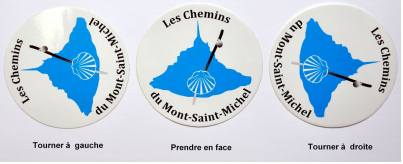 Les Chemins
du Mont-Saint-Michel
Les Chemins
du Mont-Saint-Michel
Les Chemins
du Mont-Saint-Michel
Tourner à gauche
Prendre en face
Tourner à droite